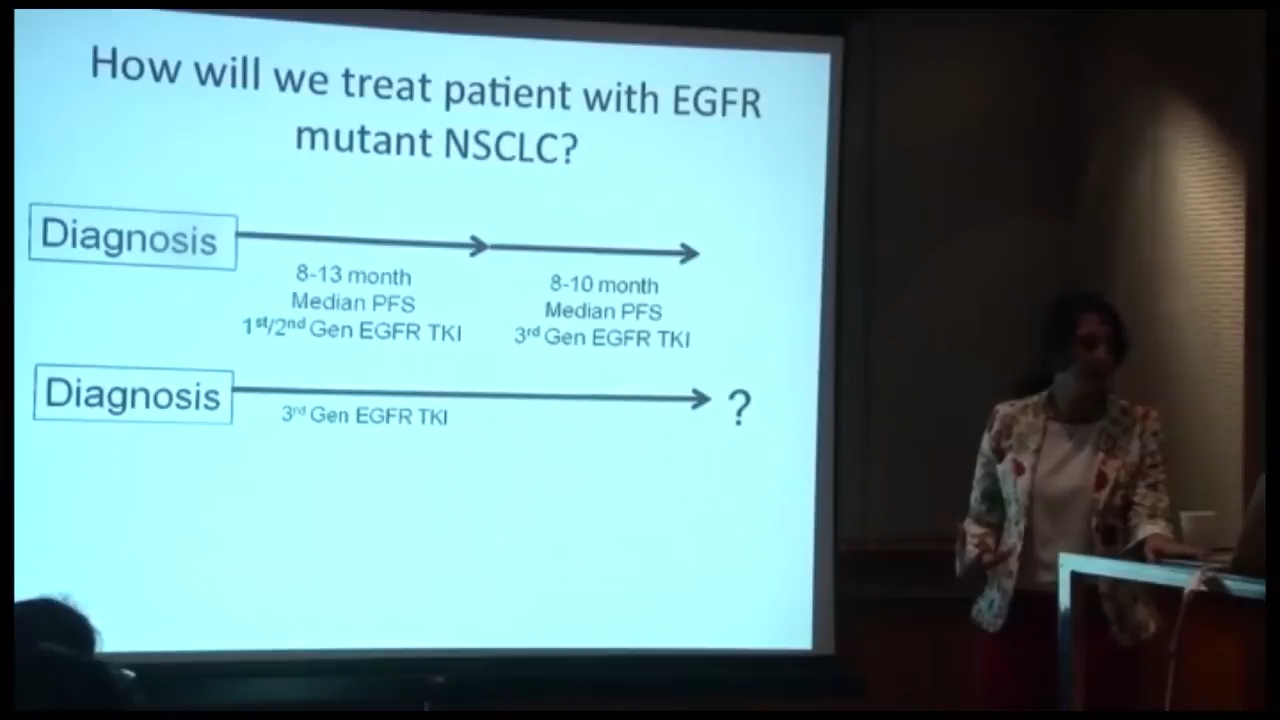 How will we treat patient with EGFR
mutant NSCLC?
Diagnosis
8-13 month
Median PFS
1st/2nd Gen EGFR TKI
8-10 month
Median PFS
3rd Gen EGFR TKI
Diagnosis
3rd Gen EGFR TKI
?